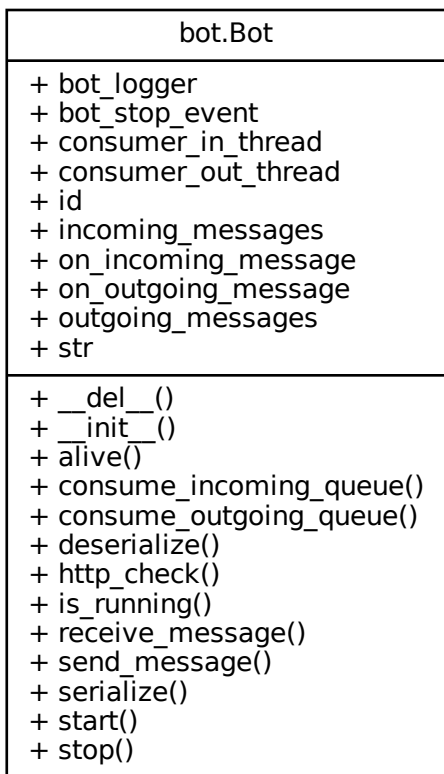 bot.Bot
+ bot_logger
+ bot_stop_event
+ consumer_in_thread
+ consumer_out_thread
+ id
+ incoming_messages
+ on_incoming_message
+ on_outgoing_message
+ outgoing_messages
+ str
+ __del__()
+ __init__()
+ alive()
+ consume_incoming_queue()
+ consume_outgoing_queue()
+ deserialize()
+ http_check()
+ is_running()
+ receive_message()
+ send_message()
+ serialize()
+ start()
+ stop()